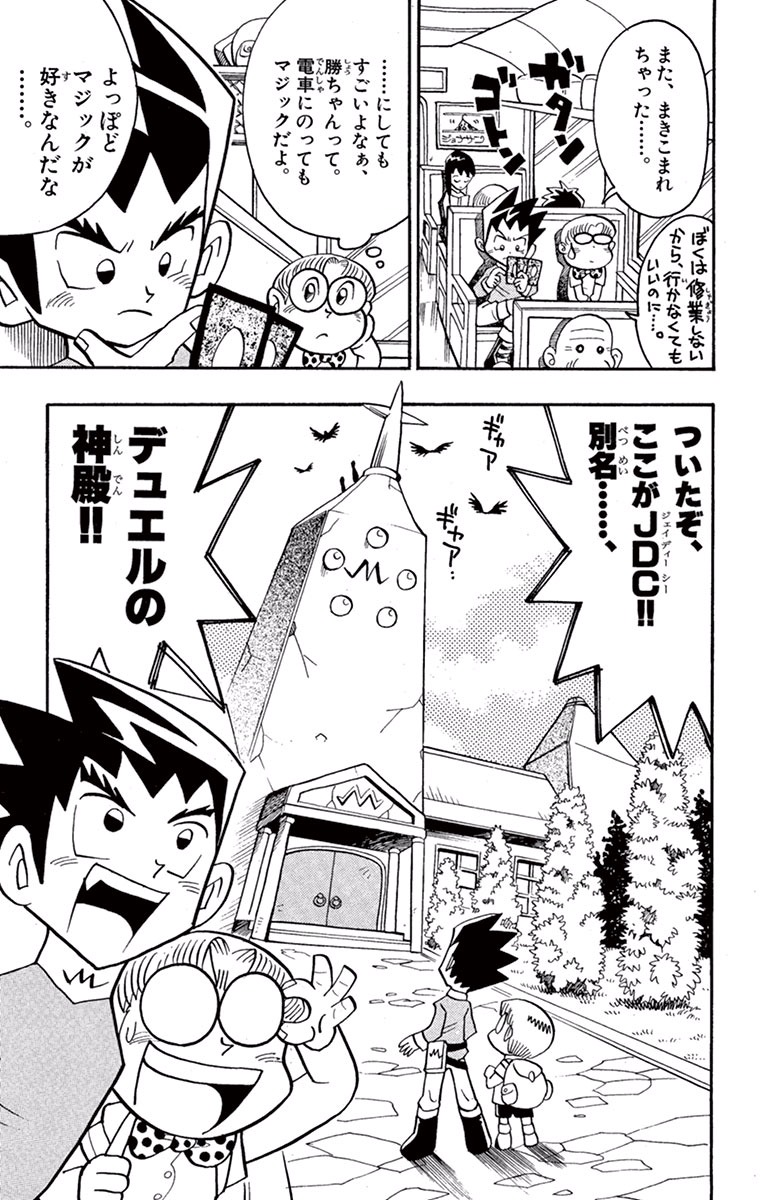 また、まきこまれ
ちゃった……。
ガタン
ゴトン
ジョナサン
ぼくは修業しない
から、行かなくても
いいのに…。
……にしても
すごいよなぁ、
勝ちゃんって。
電車にのっても
マジックだよ。
よっぽど
マジックが
好きなんだな
……。
ついたぞ、
ここがJDC!!
別名……、
ギャア
ギャア…
デュエルの
神殿!!